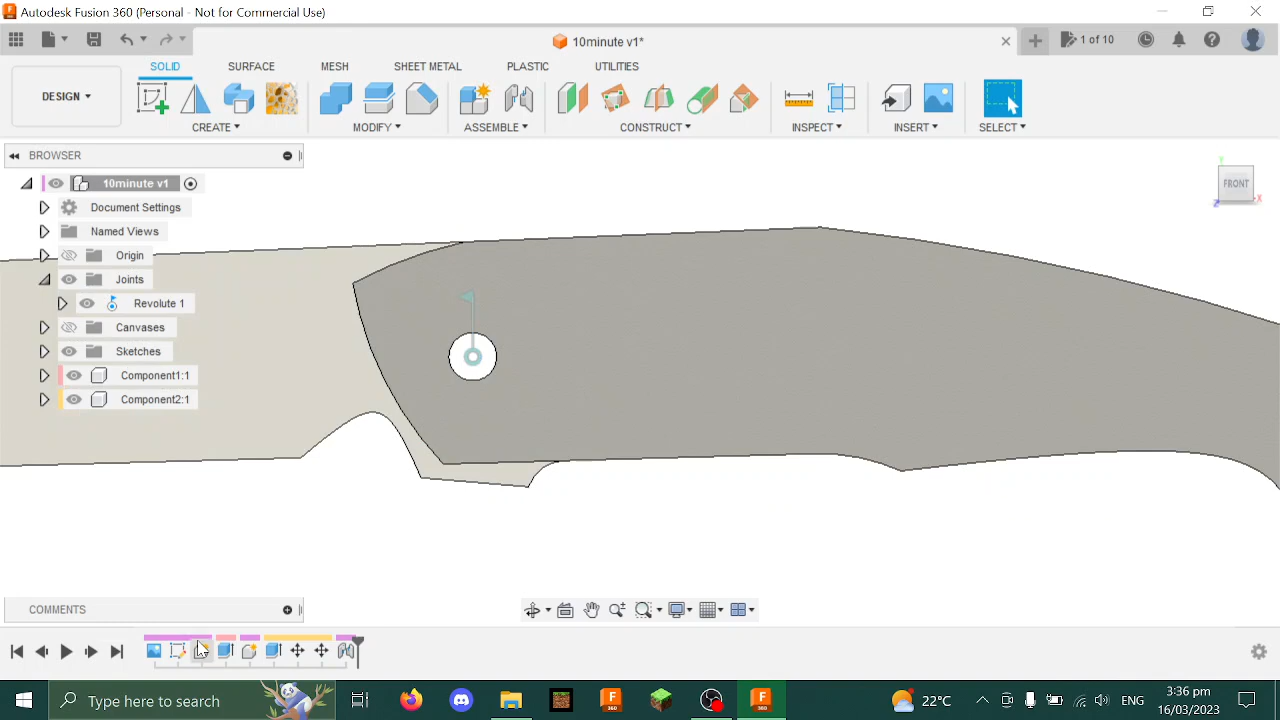 Autodesk Fusion 360 (Personal - Not for Commercial Use)
10minute v1*
1 of 10
DESIGN
SOLID
SURFACE
MESH
SHEET METAL
PLASTIC
UTILITIES
CREATE
MODIFY
ASSEMBLE
CONSTRUCT
INSPECT
INSERT
SELECT
BROWSER
10minute v1
Document Settings
Named Views
Origin
Joints
Revolute 1
Canvases
Sketches
Component1:1
Component2:1
FRONT
Y
X
Z
COMMENTS
Type here to search
22°C
ENG
3:36 pm
16/03/2023